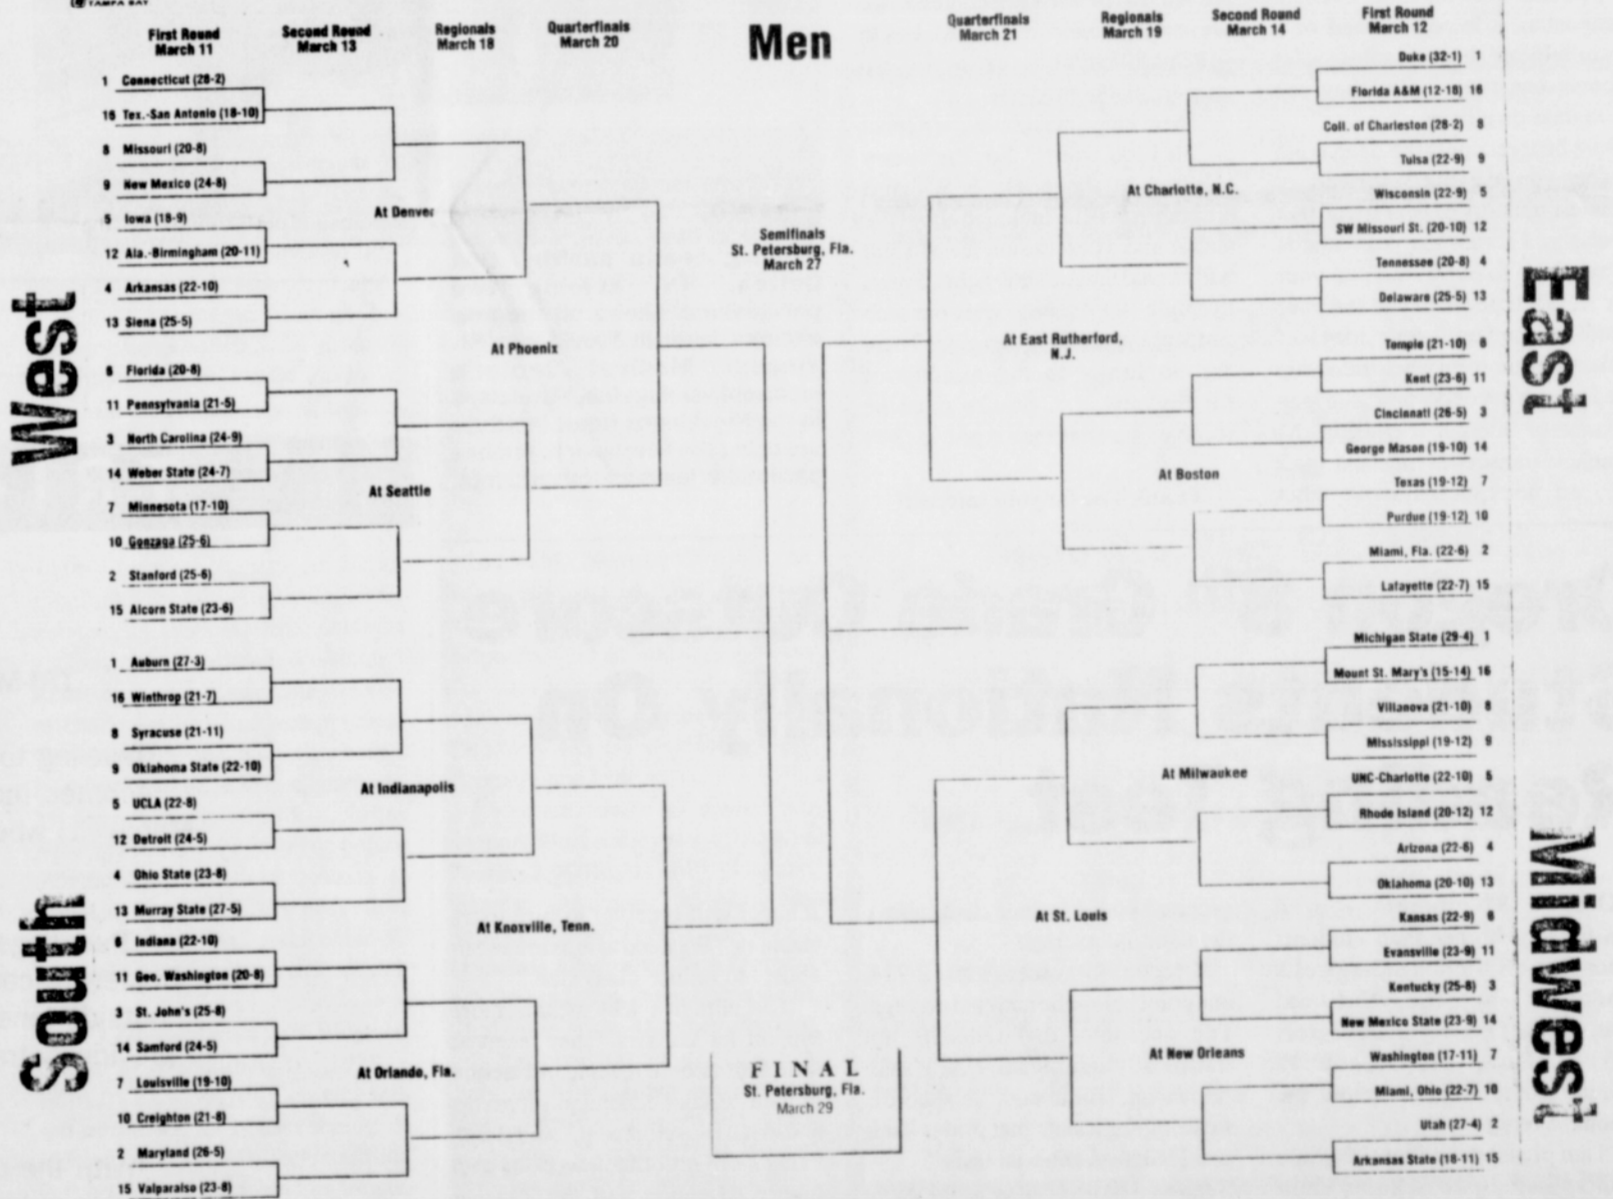 TAMPA BAY
Men
First Round
March 11
Second Round
March 13
Regionals
March 18
Quarterfinals
March 20
Quarterfinals
March 21
Regionals
March 19
Second Round
March 14
First Round
March 12
West
1 Connecticut (28-2)
16 Tex.-San Antonio (18-10)
8 Missouri (20-8)
9 New Mexico (24-8)
At Denver
5 Iowa (18-9)
12 Ala.-Birmingham (20-11)
4 Arkansas (22-10)
13 Siena (25-5)
At Phoenix
6 Florida (20-8)
11 Pennsylvania (21-5)
3 North Carolina (24-9)
14 Weber State (24-7)
At Seattle
7 Minnesota (17-10)
10 Gonzaga (25-6)
2 Stanford (25-6)
15 Alcorn State (23-6)
South
1 Auburn (27-3)
16 Winthrop (21-7)
8 Syracuse (21-11)
9 Oklahoma State (22-10)
At Indianapolis
5 UCLA (22-8)
12 Detroit (24-5)
4 Ohio State (23-8)
13 Murray State (27-5)
At Knoxville, Tenn.
6 Indiana (22-10)
11 Geo. Washington (20-8)
3 St. John's (25-8)
14 Samford (24-5)
At Orlando, Fla.
7 Louisville (19-10)
10 Creighton (21-8)
2 Maryland (26-5)
15 Valparaiso (23-8)
Semifinals
St. Petersburg, Fla.
March 27
FINAL
St. Petersburg, Fla.
March 29
East
Duke (32-1) 1
Florida A&M (12-18) 16
Coll. of Charleston (28-2) 8
Tulsa (22-9) 9
At Charlotte, N.C.
Wisconsin (22-9) 5
SW Missouri St. (20-10) 12
Tennessee (20-8) 4
Delaware (25-5) 13
At East Rutherford,
N.J.
Temple (21-10) 6
Kent (23-6) 11
Cincinnati (26-5) 3
George Mason (19-10) 14
At Boston
Texas (19-12) 7
Purdue (19-12) 10
Miami, Fla. (22-6) 2
Lafayette (22-7) 15
Midwest
Michigan State (29-4) 1
Mount St. Mary's (15-14) 16
Villanova (21-10) 8
Mississippi (19-12) 9
At Milwaukee
UNC-Charlotte (22-10) 5
Rhode Island (20-12) 12
Arizona (22-6) 4
Oklahoma (20-10) 13
At St. Louis
Kansas (22-9) 6
Evansville (23-9) 11
Kentucky (25-8) 3
New Mexico State (23-9) 14
At New Orleans
Washington (17-11) 7
Miami, Ohio (22-7) 10
Utah (27-4) 2
Arkansas State (18-11) 15